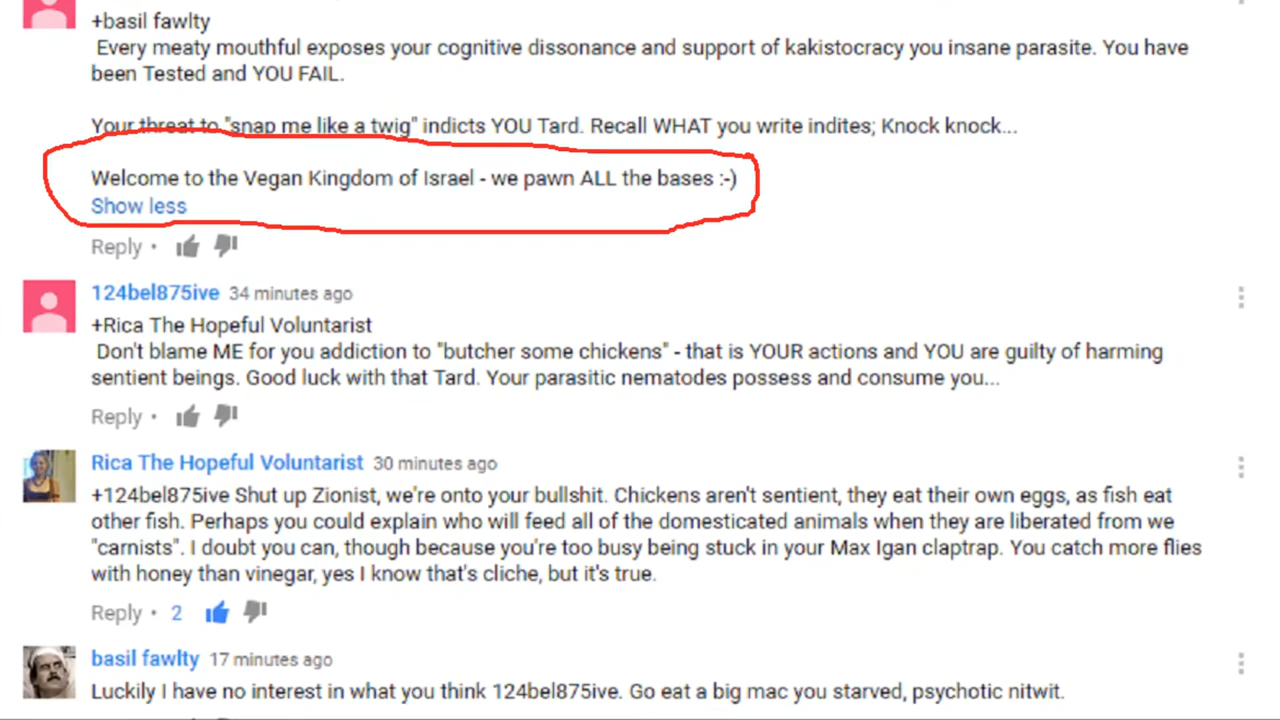 +basil fawlty
Every meaty mouthful exposes your cognitive dissonance and support of kakistocracy you insane parasite. You have
been Tested and YOU FAIL.
Your threat to "snap me like a twig" indicts YOU Tard. Recall WHAT you write indites; Knock knock...
Welcome to the Vegan Kingdom of Israel - we pawn ALL the bases :-)
Show less
Reply •
124bel875ive 34 minutes ago
+Rica The Hopeful Voluntarist
Don't blame ME for you addiction to "butcher some chickens" - that is YOUR actions and YOU are guilty of harming
sentient beings. Good luck with that Tard. Your parasitic nematodes possess and consume you...
Reply •
Rica The Hopeful Voluntarist 30 minutes ago
+124bel875ive Shut up Zionist, we're onto your bullshit. Chickens aren't sentient, they eat their own eggs, as fish eat
other fish. Perhaps you could explain who will feed all of the domesticated animals when they are liberated from we
"carnists". I doubt you can, though because you're too busy being stuck in your Max Igan claptrap. You catch more flies
with honey than vinegar, yes I know that's cliche, but it's true.
Reply • 2
basil fawlty 17 minutes ago
Luckily I have no interest in what you think 124bel875ive. Go eat a big mac you starved, psychotic nitwit.